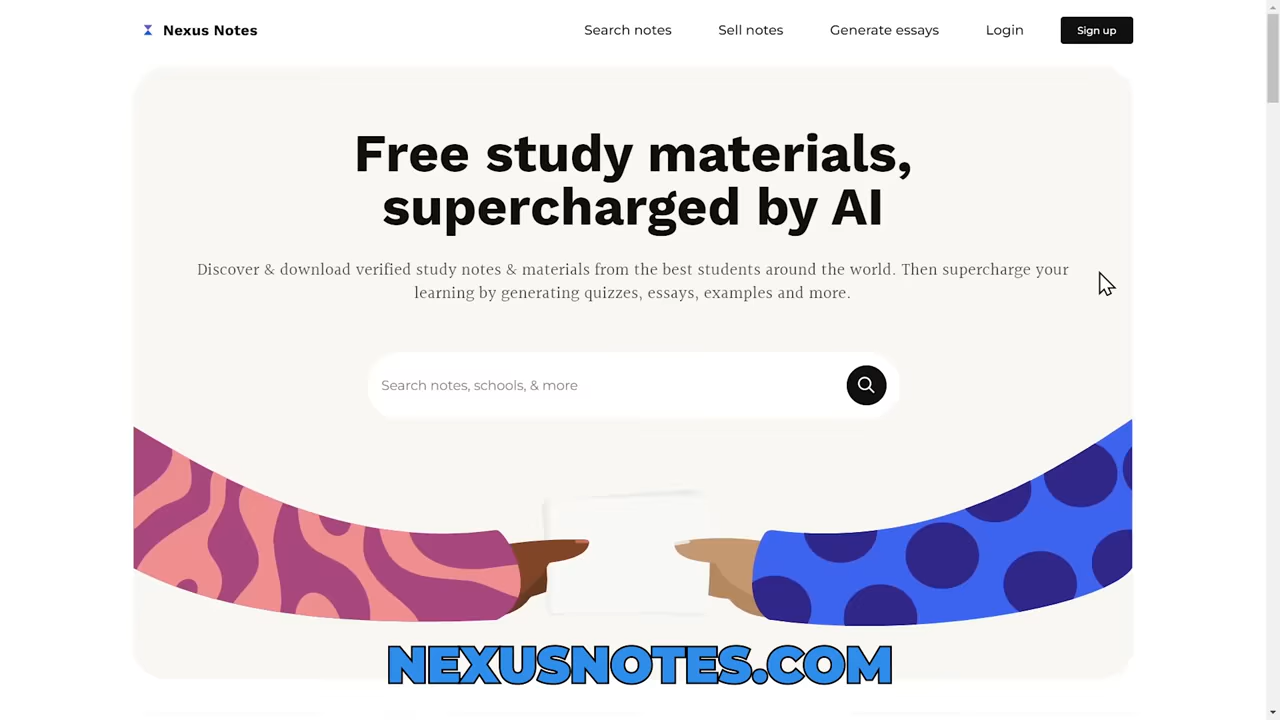 Nexus Notes
Search notes
Sell notes
Generate essays
Login
Sign up
Free study materials,
supercharged by AI
Discover & download verified study notes & materials from the best students around the world. Then supercharge your
learning by generating quizzes, essays, examples and more.
Search notes, schools, & more
NEXUSNOTES.COM